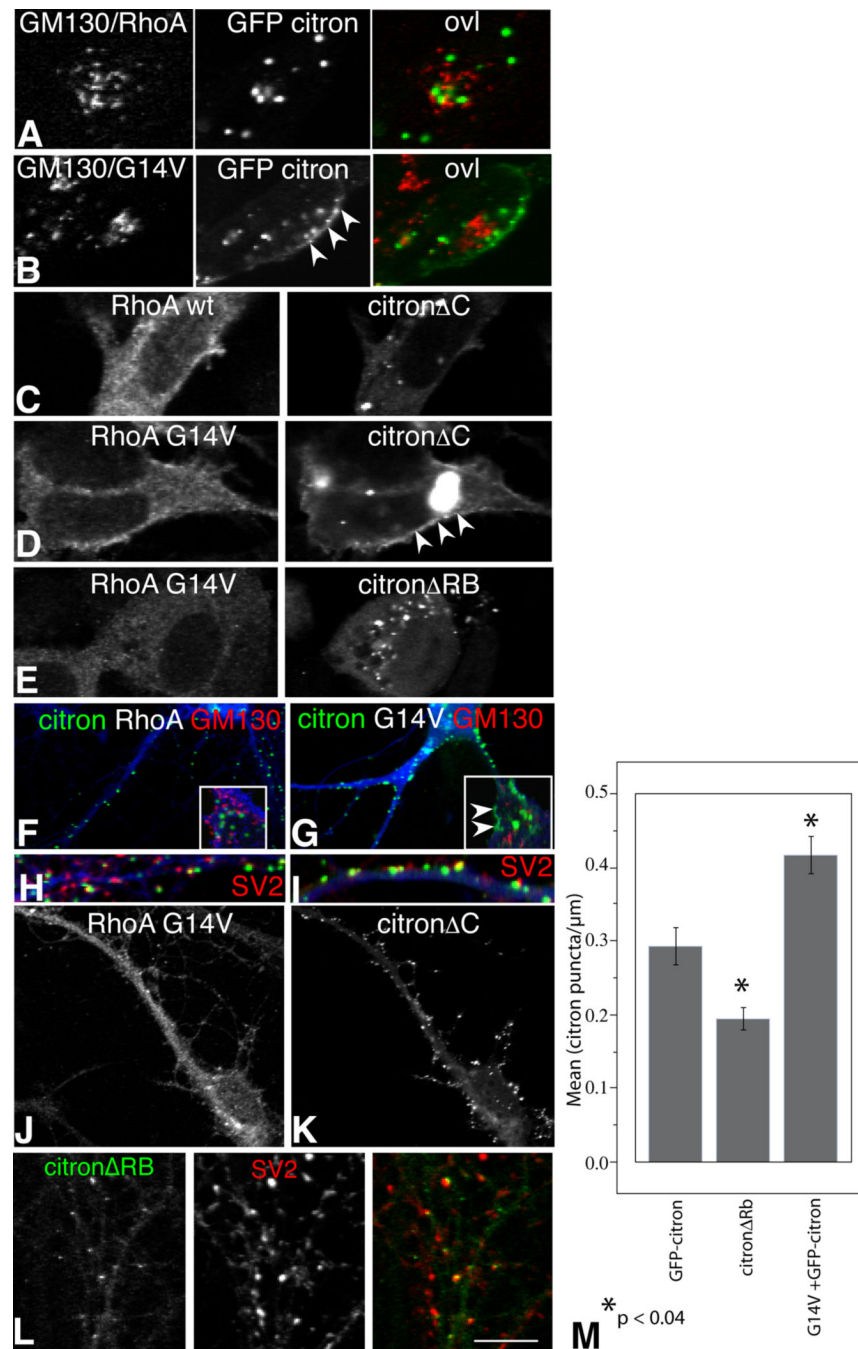 GM130/RhoA GFP citron ovl
A
GM130/G14V GFP citron ovl
B
RhoA wt citronΔC
C
RhoA G14V citronΔC
D
RhoA G14V citronΔRB
E
citron RhoA GM130
F
citron G14V GM130
G
H SV2
I SV2
RhoA G14V citronΔC
J K
citronΔRB SV2
L
Mean (citron puncta/μm)
0.5
0.4
0.3
0.2
0.1
0.0
*
*
GFP-citron
citronΔRb
G14V +GFP-citron
M * p < 0.04